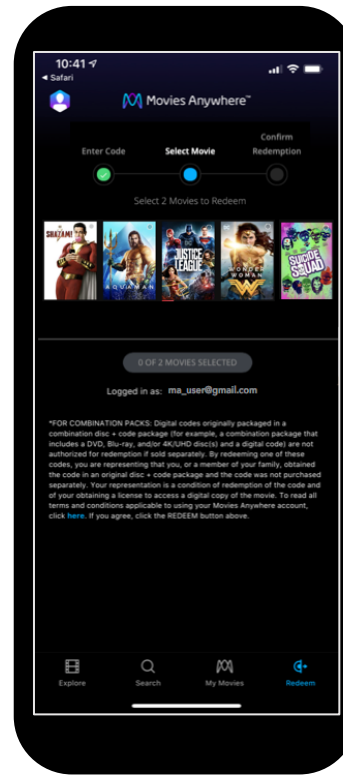 10:41
◄ Safari
Movies Anywhere™
Enter Code
Select Movie
Confirm
Redemption
Select 2 Movies to Redeem
SHAZAM!
AQUAMAN
JUSTICE
LEAGUE
WONDER
WOMAN
SUICIDE
SQUAD
0 OF 2 MOVIES SELECTED
Logged in as: ma_user@gmail.com
*FOR COMBINATION PACKS: Digital codes originally packaged in a
combination disc + code package (for example, a combination package that
includes a DVD, Blu-ray, and/or 4K/UHD disc(s) and a digital code) are not
authorized for redemption if sold separately. By redeeming one of these
codes, you are representing that you, or a member of your family, obtained
the code in an original disc + code package and the code was not purchased
separately. Your representation is a condition of redemption of the code and
of your obtaining a license to access a digital copy of the movie. To read all
terms and conditions applicable to using your Movies Anywhere account,
click here. If you agree, click the REDEEM button above.
Explore
Search
My Movies
Redeem